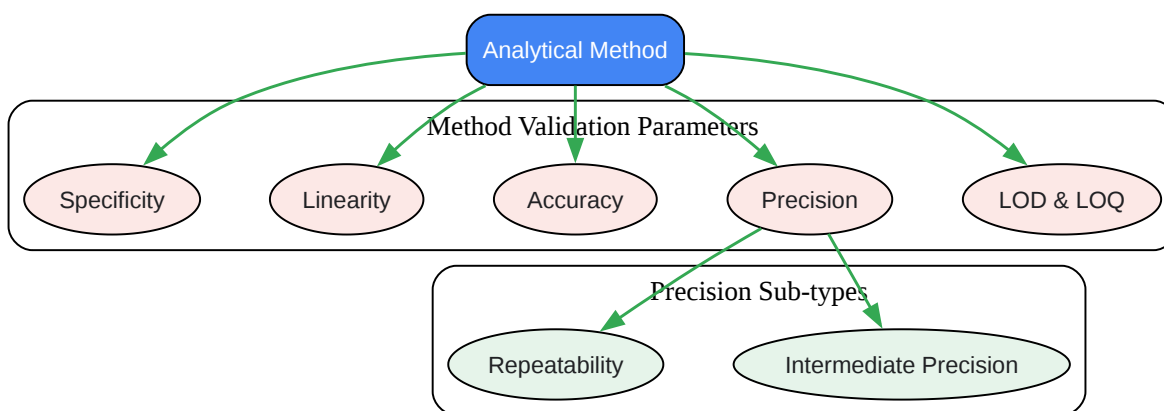 Analytical Method
Method Validation Parameters
Specificity
Linearity
Accuracy
Precision
LOD & LOQ
Precision Sub-types
Repeatability
Intermediate Precision